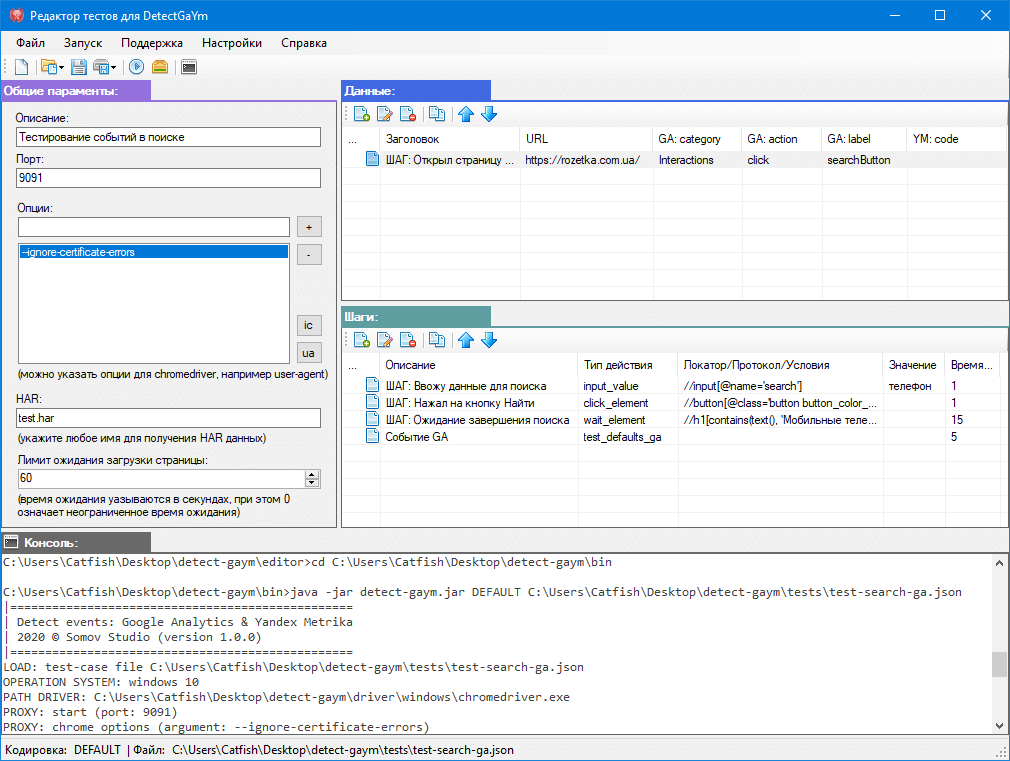 Редактор тестов для DetectGaYm
Файл Запуск Поддержка Настройки Справка
Общие параменты:
Описание:
Тестирование событий в поиске
Порт:
9091
Опции:
+
--ignore-certificate-errors
-
ic
ua
(можно указать опции для chromedriver, например user-agent)
HAR:
test.har
(укажите любое имя для получения HAR данных)
Лимит ожидания загрузки страницы:
60
(время ожидания уазываются в секундах, при этом 0
означает неограниченное время ожидания)
Данные:
... Заголовок URL GA: category GA: action GA: label YM: code
ШАГ: Открыл страницу ... https://rozetka.com.ua/ Interactions click searchButton
Шаги:
... Описание Тип действия Локатор/Протокол/Условия Значение Время...
ШАГ: Ввожу данные для поиска input_value //input[@name='search'] телефон 1
ШАГ: Нажал на кнопку Найти click_element //button[@class='button button_color_... 1
ШАГ: Ожидание завершения поиска wait_element //h1[contains(text(), 'Мобильные теле... 15
Событие GA test_defaults_ga 5
Консоль:
C:\Users\Catfish\Desktop\detect-gaym\editor>cd C:\Users\Catfish\Desktop\detect-gaym\bin
C:\Users\Catfish\Desktop\detect-gaym\bin>java -jar detect-gaym.jar DEFAULT C:\Users\Catfish\Desktop\detect-gaym\tests\test-search-ga.json
|==============================================
| Detect events: Google Analytics & Yandex Metrika
| 2020 © Somov Studio (version 1.0.0)
|==============================================
LOAD: test-case file C:\Users\Catfish\Desktop\detect-gaym\tests\test-search-ga.json
OPERATION SYSTEM: windows 10
PATH DRIVER: C:\Users\Catfish\Desktop\detect-gaym\driver\windows\chromedriver.exe
PROXY: start (port: 9091)
PROXY: chrome options (argument: --ignore-certificate-errors)
Кодировка: DEFAULT | Файл: C:\Users\Catfish\Desktop\detect-gaym\tests\test-search-ga.json